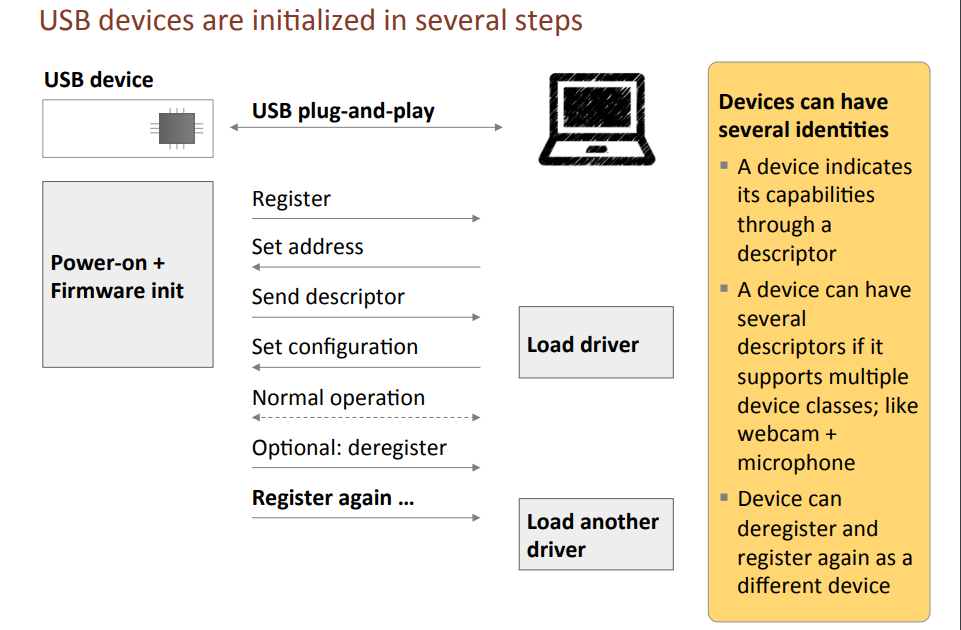 USB devices are initialized in several steps
USB device
USB plug-and-play
Power-on +
Firmware init
Register
Set address
Send descriptor
Set configuration
Normal operation
Optional: deregister
Register again ...
Load driver
Load another
driver
Devices can have
several identities
▪ A device indicates
its capabilities
through a
descriptor
▪ A device can have
several
descriptors if it
supports multiple
device classes; like
webcam +
microphone
▪ Device can
deregister and
register again as a
different device